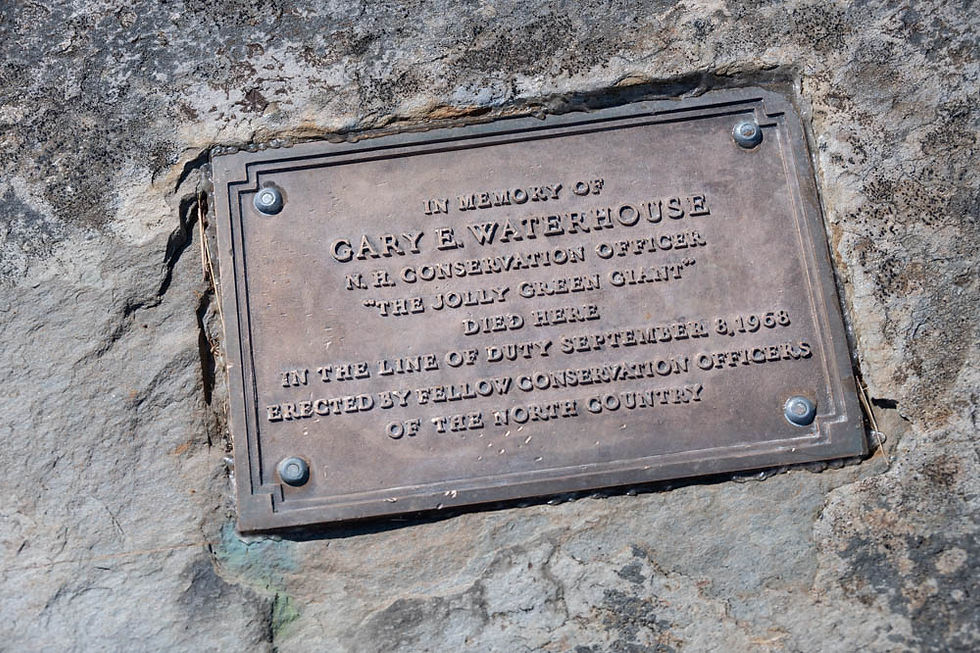 IN MEMORY OF
GARY E. WATERHOUSE
N. H. CONSERVATION OFFICER
"THE JOLLY GREEN GIANT"
DIED HERE
IN THE LINE OF DUTY SEPTEMBER 8, 1968
ERECTED BY FELLOW CONSERVATION OFFICERS
OF THE NORTH COUNTRY